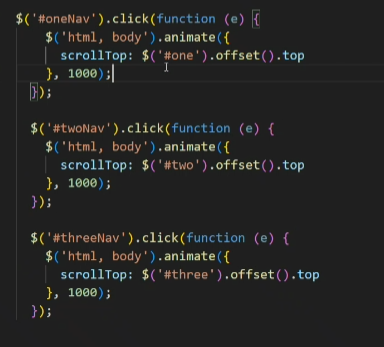 $('#oneNav').click(function (e) {
$('html, body').animate({
scrollTop: $('#one').offset().top
}, 1000);
});
$('#twoNav').click(function (e) {
$('html, body').animate({
scrollTop: $('#two').offset().top
}, 1000);
});
$('#threeNav').click(function (e) {
$('html, body').animate({
scrollTop: $('#three').offset().top
}, 1000);
});